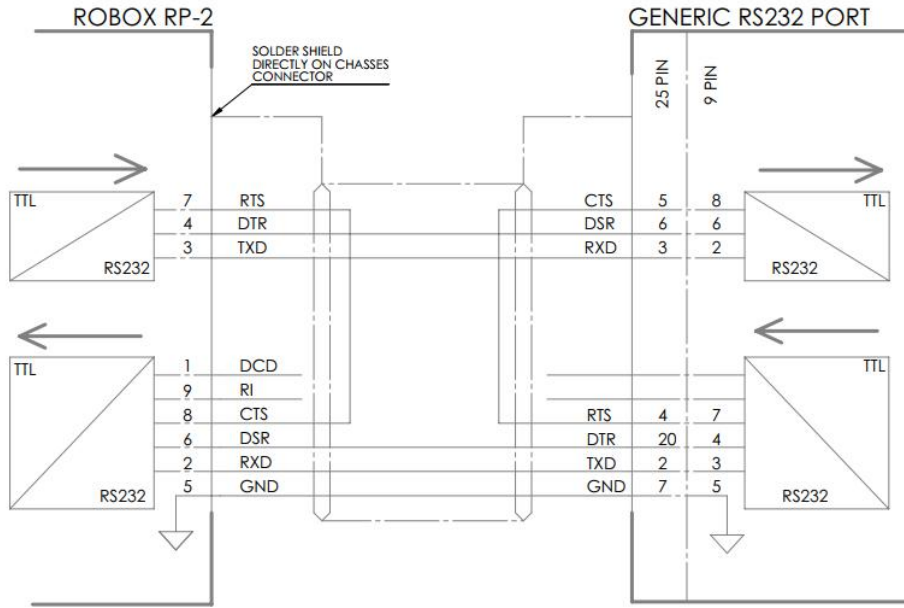 ROBOX RP-2
GENERIC RS232 PORT
SOLDER SHIELD
DIRECTLY ON CHASSES
CONNECTOR
25 PIN
9 PIN
TTL
RS232
7 RTS
4 DTR
3 TXD
CTS 5 8
DSR 6 6
RXD 3 2
TTL
RS232
TTL
RS232
1 DCD
9 RI
8 CTS
6 DSR
2 RXD
5 GND
RTS 4 7
DTR 20 4
TXD 2 3
GND 7 5
TTL
RS232